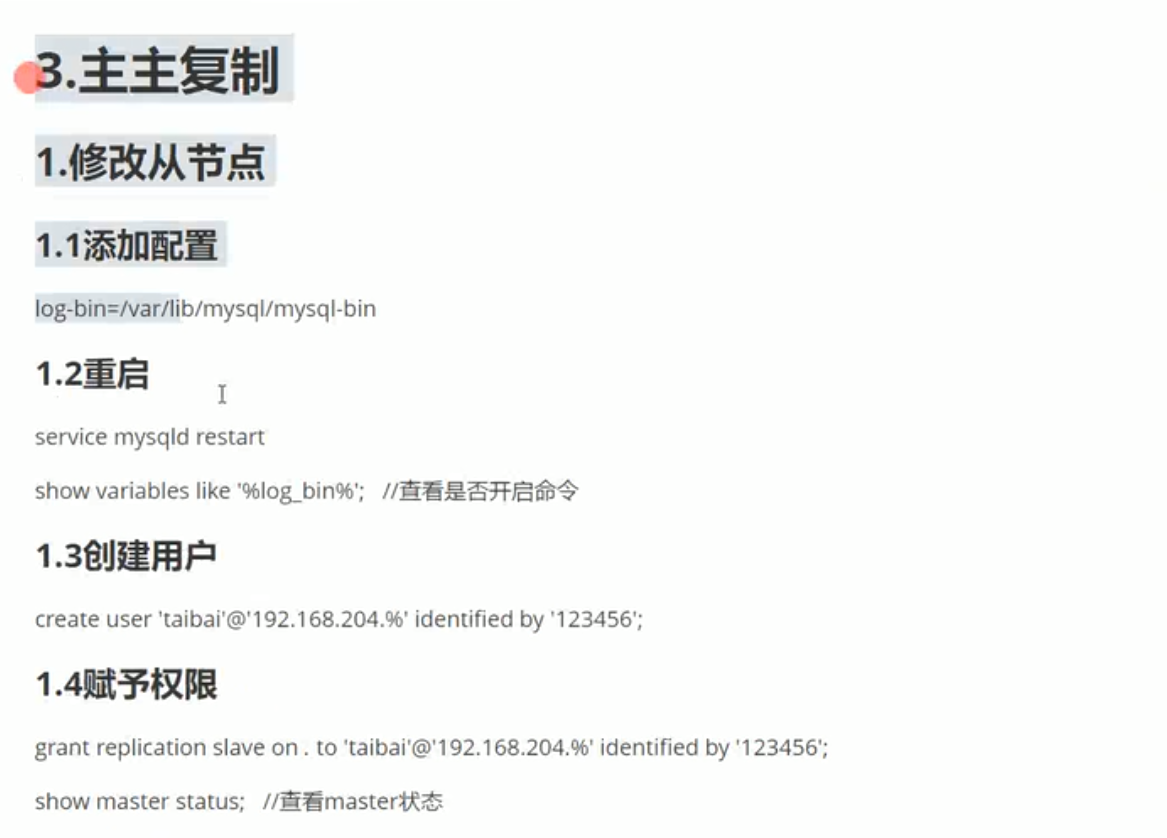 3.主主复制
1.修改从节点
1.1添加配置
log-bin=/var/lib/mysql/mysql-bin
1.2重启
service mysqld restart
show variables like '%log_bin%';   //查看是否开启命令
1.3创建用户
create user 'taibai'@'192.168.204.%' identified by '123456';
1.4赋予权限
grant replication slave on . to 'taibai'@'192.168.204.%' identified by '123456';
show master status;   //查看master状态